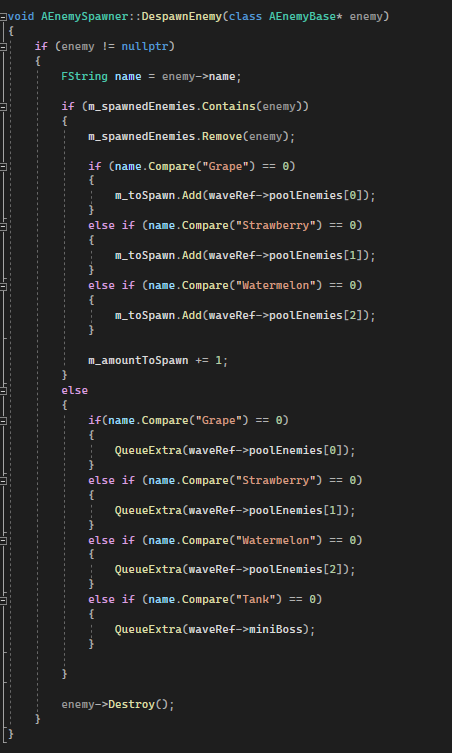 void AEnemySpawner::DespawnEnemy(class AEnemyBase* enemy)
{
    if (enemy != nullptr)
    {
        FString name = enemy->name;

        if (m_spawnedEnemies.Contains(enemy))
        {
            m_spawnedEnemies.Remove(enemy);

            if (name.Compare("Grape") == 0)
            {
                m_toSpawn.Add(waveRef->poolEnemies[0]);
            }
            else if (name.Compare("Strawberry") == 0)
            {
                m_toSpawn.Add(waveRef->poolEnemies[1]);
            }
            else if (name.Compare("Watermelon") == 0)
            {
                m_toSpawn.Add(waveRef->poolEnemies[2]);
            }

            m_amountToSpawn += 1;
        }
        else
        {
            if(name.Compare("Grape") == 0)
            {
                QueueExtra(waveRef->poolEnemies[0]);
            }
            else if (name.Compare("Strawberry") == 0)
            {
                QueueExtra(waveRef->poolEnemies[1]);
            }
            else if (name.Compare("Watermelon") == 0)
            {
                QueueExtra(waveRef->poolEnemies[2]);
            }
            else if (name.Compare("Tank") == 0)
            {
                QueueExtra(waveRef->miniBoss);
            }

        }

        enemy->Destroy();
    }
}